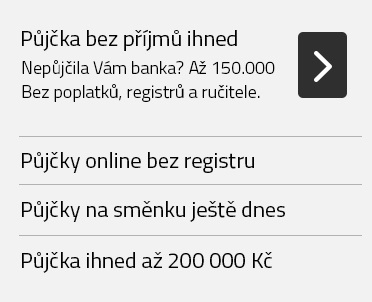 Půjčka bez příjmů ihned
Nepůjčila Vám banka? Až 150.000
Bez poplatků, registrů a ručitele.
Půjčky online bez registru
Půjčky na směnku ještě dnes
Půjčka ihned až 200 000 Kč